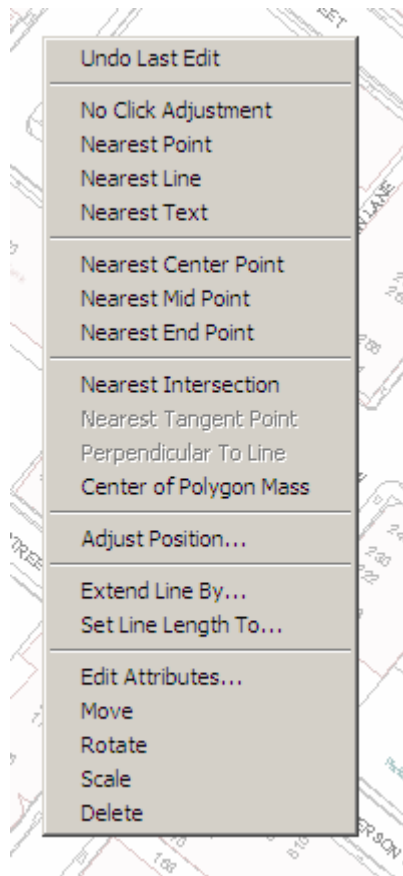 Undo Last Edit
No Click Adjustment
Nearest Point
Nearest Line
Nearest Text
Nearest Center Point
Nearest Mid Point
Nearest End Point
Nearest Intersection
Nearest Tangent Point
Perpendicular To Line
Center of Polygon Mass
Adjust Position...
Extend Line By...
Set Line Length To...
Edit Attributes...
Move
Rotate
Scale
Delete
LANE
168